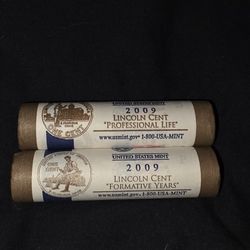 ONE CENT
UNITED STATES MINT
2009
LINCOLN CENT
"PROFESSIONAL LIFE"
www.usmint.gov• 1-800-USA-MINT
ONE CENT
UNITED STATES MINT
2009
LINCOLN CENT
"FORMATIVE YEARS"
www.usmint.gov• 1-800-USA-MINT